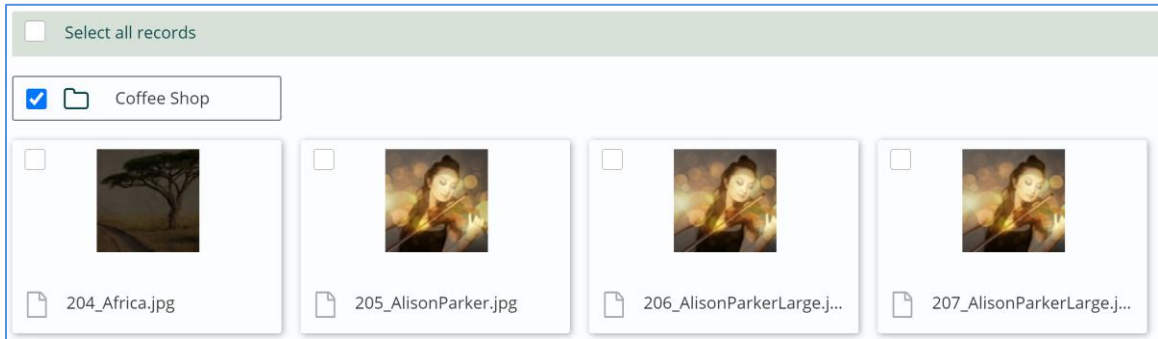 Select all records
Coffee Shop
204_Africa.jpg
205_AlisonParker.jpg
206_AlisonParkerLarge.j...
207_AlisonParkerLarge.j...